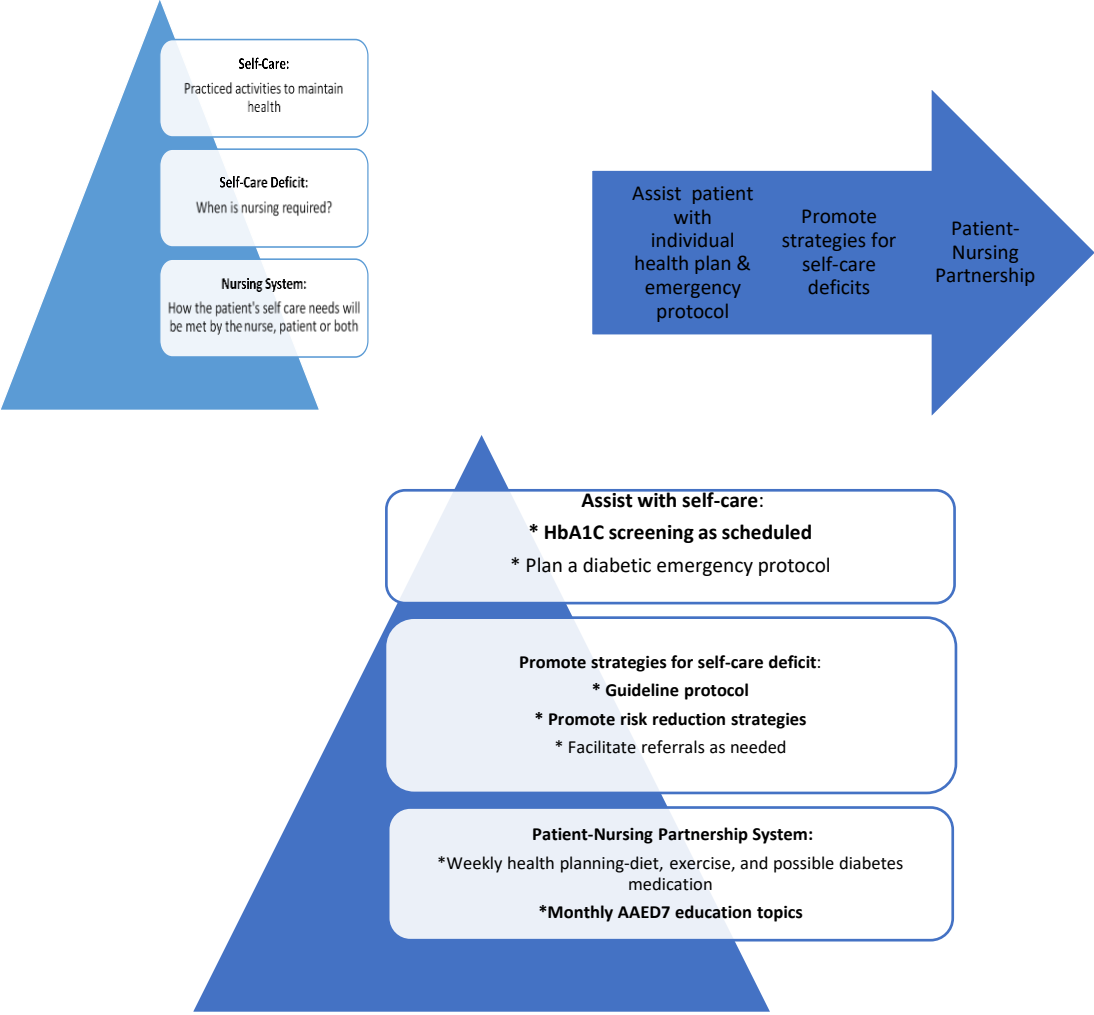 Self-Care:
Practiced activities to maintain
health
Self-Care Deficit:
When is nursing required?
Nursing System:
How the patient's self care needs will
be met by the nurse, patient or both
Assist patient
with
individual
health plan &
emergency
protocol
Promote
strategies for
self-care
deficits
Patient-
Nursing
Partnership
Assist with self-care:
* HbA1C screening as scheduled
* Plan a diabetic emergency protocol
Promote strategies for self-care deficit:
* Guideline protocol
* Promote risk reduction strategies
* Facilitate referrals as needed
Patient-Nursing Partnership System:
*Weekly health planning-diet, exercise, and possible diabetes
medication
*Monthly AAED7 education topics